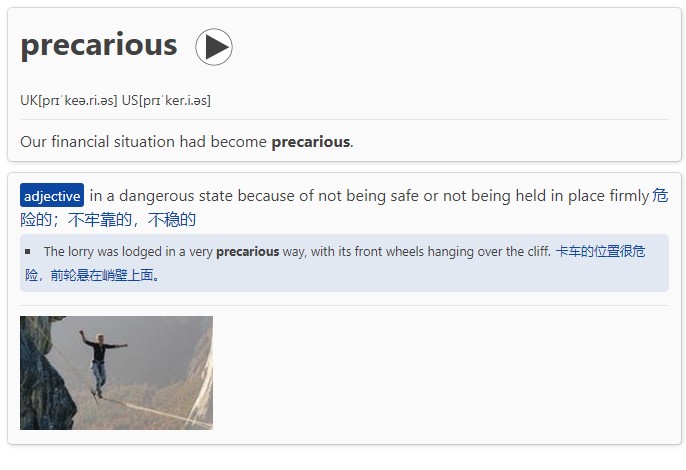 precarious
UK[prɪˈkeə.ri.əs] US[prɪˈker.i.əs]
Our financial situation had become precarious.
adjective in a dangerous state because of not being safe or not being held in place firmly 危
险的；不牢靠的，不稳的
▪ The lorry was lodged in a very precarious way, with its front wheels hanging over the cliff. 卡车的位置很危
险，前轮悬在峭壁上面。